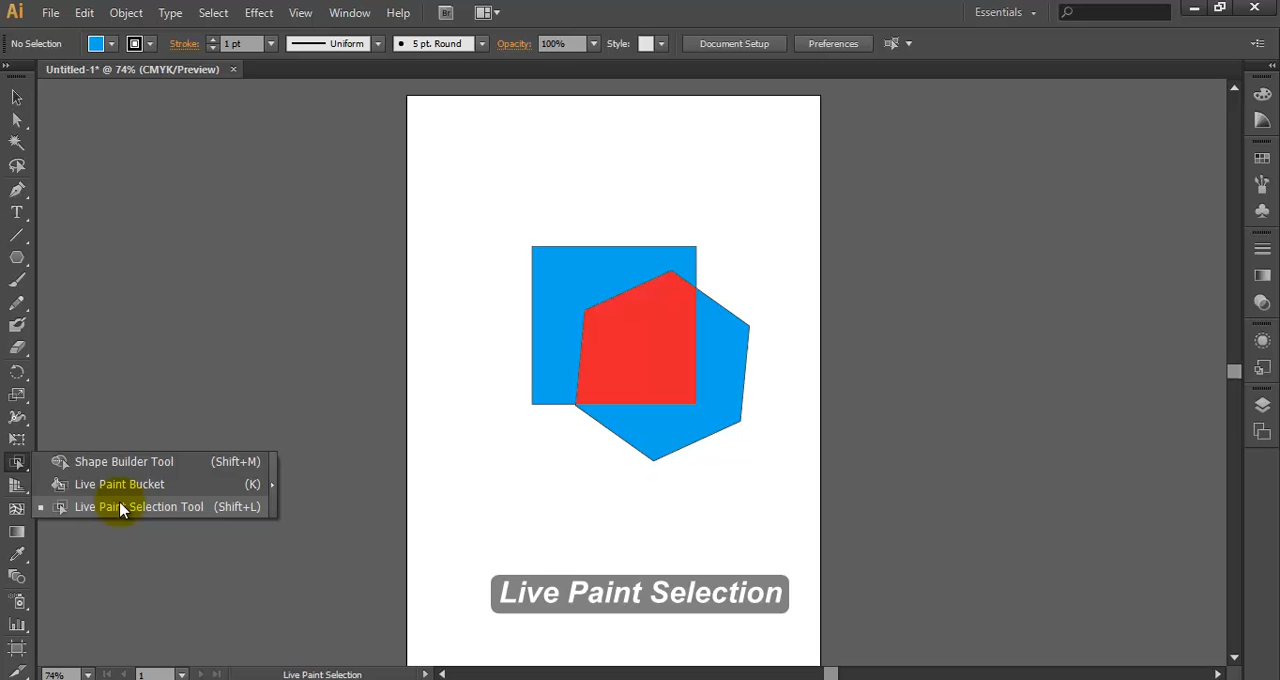 Ai File Edit Object Type Select Effect View Window Help Br Essentials
No Selection Stroke: 1 pt Uniform 5 pt. Round Opacity: 100% Style: Document Setup Preferences
Untitled-1* @ 74% (CMYK/Preview) ×
Shape Builder Tool (Shift+M)
Live Paint Bucket (K)
Live Paint Selection Tool (Shift+L)
Live Paint Selection
74% 1 Live Paint Selection